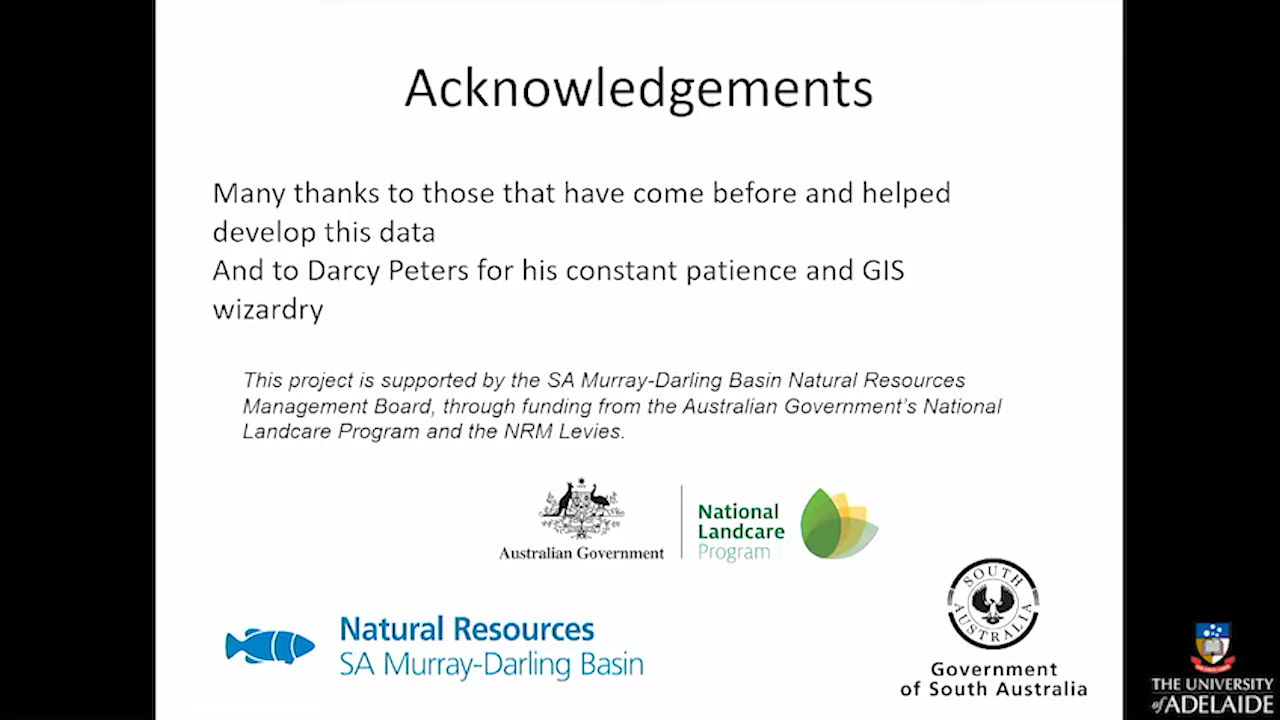 Acknowledgements
Many thanks to those that have come before and helped
develop this data
And to Darcy Peters for his constant patience and GIS
wizardry
This project is supported by the SA Murray-Darling Basin Natural Resources
Management Board, through funding from the Australian Government's National
Landcare Program and the NRM Levies.
Australian Government
National
Landcare
Program
Natural Resources
SA Murray-Darling Basin
SOUTH
AUSTRALIA
Government
of South Australia
THE UNIVERSITY
of ADELAIDE